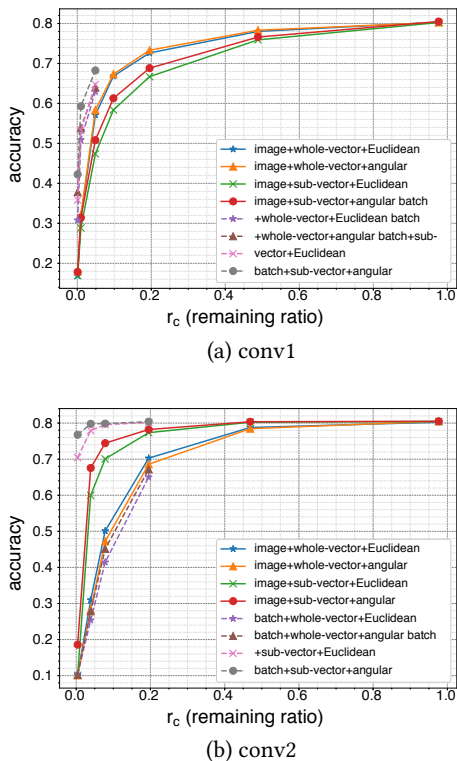 0.8
0.7
0.6
0.5
0.4
0.3
0.2
accuracy
image+whole-vector+Euclidean
image+whole-vector+angular
image+sub-vector+Euclidean
image+sub-vector+angular batch
+whole-vector+Euclidean batch
+whole-vector+angular batch+sub-
vector+Euclidean
batch+sub-vector+angular
0.0 0.2 0.4 0.6 0.8 1.0
r_c (remaining ratio)
(a) conv1
0.8
0.7
0.6
0.5
0.4
0.3
0.2
0.1
accuracy
image+whole-vector+Euclidean
image+whole-vector+angular
image+sub-vector+Euclidean
image+sub-vector+angular
batch+whole-vector+Euclidean
batch+whole-vector+angular batch
+sub-vector+Euclidean
batch+sub-vector+angular
0.0 0.2 0.4 0.6 0.8 1.0
r_c (remaining ratio)
(b) conv2